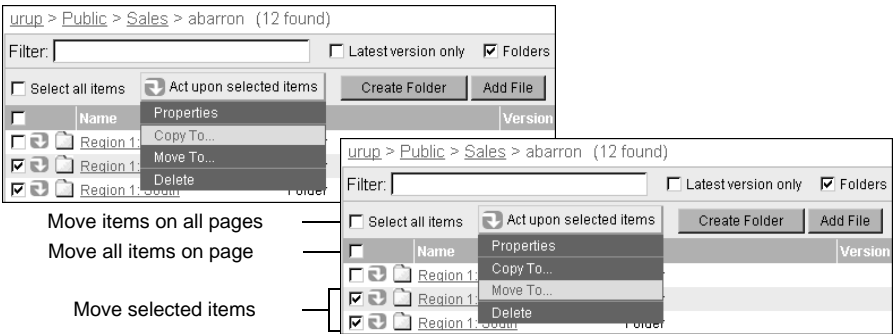 urup > Public > Sales > abarron (12 found)
Filter: Latest version only Folders
Select all items Act upon selected items Create Folder Add File
Name Version
Properties
Region 1:
Copy To...
Region 1:
Move To...
Region 1: South Folder
Delete
urup > Public > Sales > abarron (12 found)
Filter: Latest version only Folders
Move items on all pages
Select all items Act upon selected items Create Folder Add File
Move all items on page
Name Version
Properties
Region 1:
Copy To...
Move selected items
Region 1:
Move To...
Region 1: South Folder
Delete